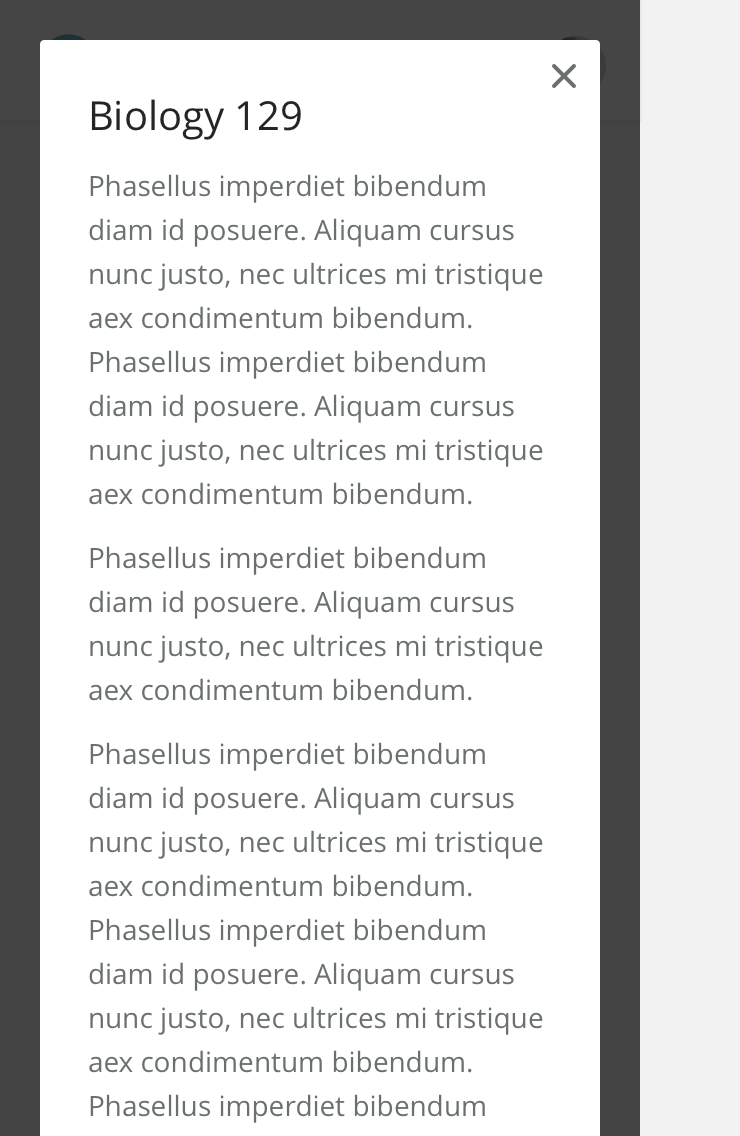 Biology 129
Phasellus imperdiet bibendum
diam id posuere. Aliquam cursus
nunc justo, nec ultrices mi tristique
aex condimentum bibendum.
Phasellus imperdiet bibendum
diam id posuere. Aliquam cursus
nunc justo, nec ultrices mi tristique
aex condimentum bibendum.
Phasellus imperdiet bibendum
diam id posuere. Aliquam cursus
nunc justo, nec ultrices mi tristique
aex condimentum bibendum.
Phasellus imperdiet bibendum
diam id posuere. Aliquam cursus
nunc justo, nec ultrices mi tristique
aex condimentum bibendum.
Phasellus imperdiet bibendum
diam id posuere. Aliquam cursus
nunc justo, nec ultrices mi tristique
aex condimentum bibendum.
Phasellus imperdiet bibendum